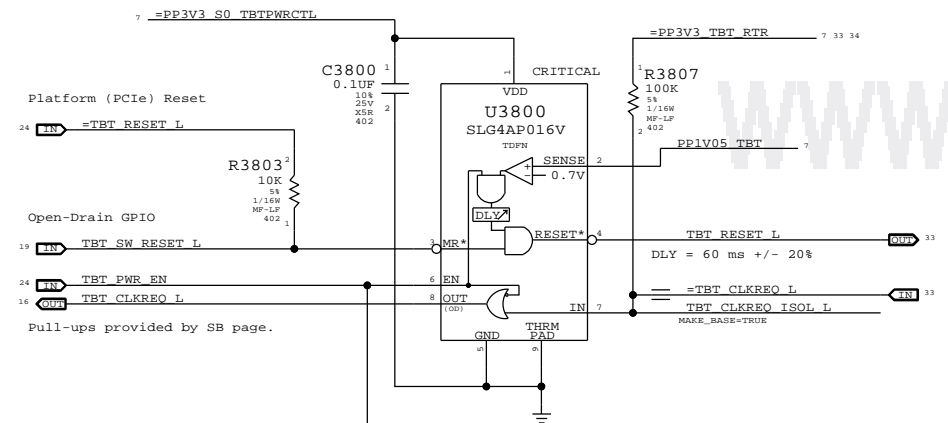 7 =PP3V3_S0_TBTPWRCTL
=PP3V3_TBT_RTR 7 33 34
C3800 1
0.1UF
10%
25V
X5R
402
2
1
VDD
CRITICAL
U3800
SLG4AP016V
TDFN
1
R3807
100K
5%
1/16W
MF-LF
402
2
WWW
Platform (PCIe) Reset
24 IN =TBT_RESET_L
R3803 2
10K
5%
1/16W
MF-LF
402
1
SENSE 2
PP1V05_TBT 7
+
- 0.7V
DLY
Open-Drain GPIO
19 IN TBT_SW_RESET_L 3 MR*
RESET* 4 TBT_RESET_L OUT 33
DLY = 60 ms +/- 20%
24 IN TBT_PWR_EN 6 EN
16 OUT TBT_CLKREQ_L 8 OUT
(OD)
=TBT_CLKREQ_L IN 33
IN 7 TBT_CLKREQ_ISOL_L
MAKE_BASE=TRUE
Pull-ups provided by SB page.
GND
THRM
PAD
5
9